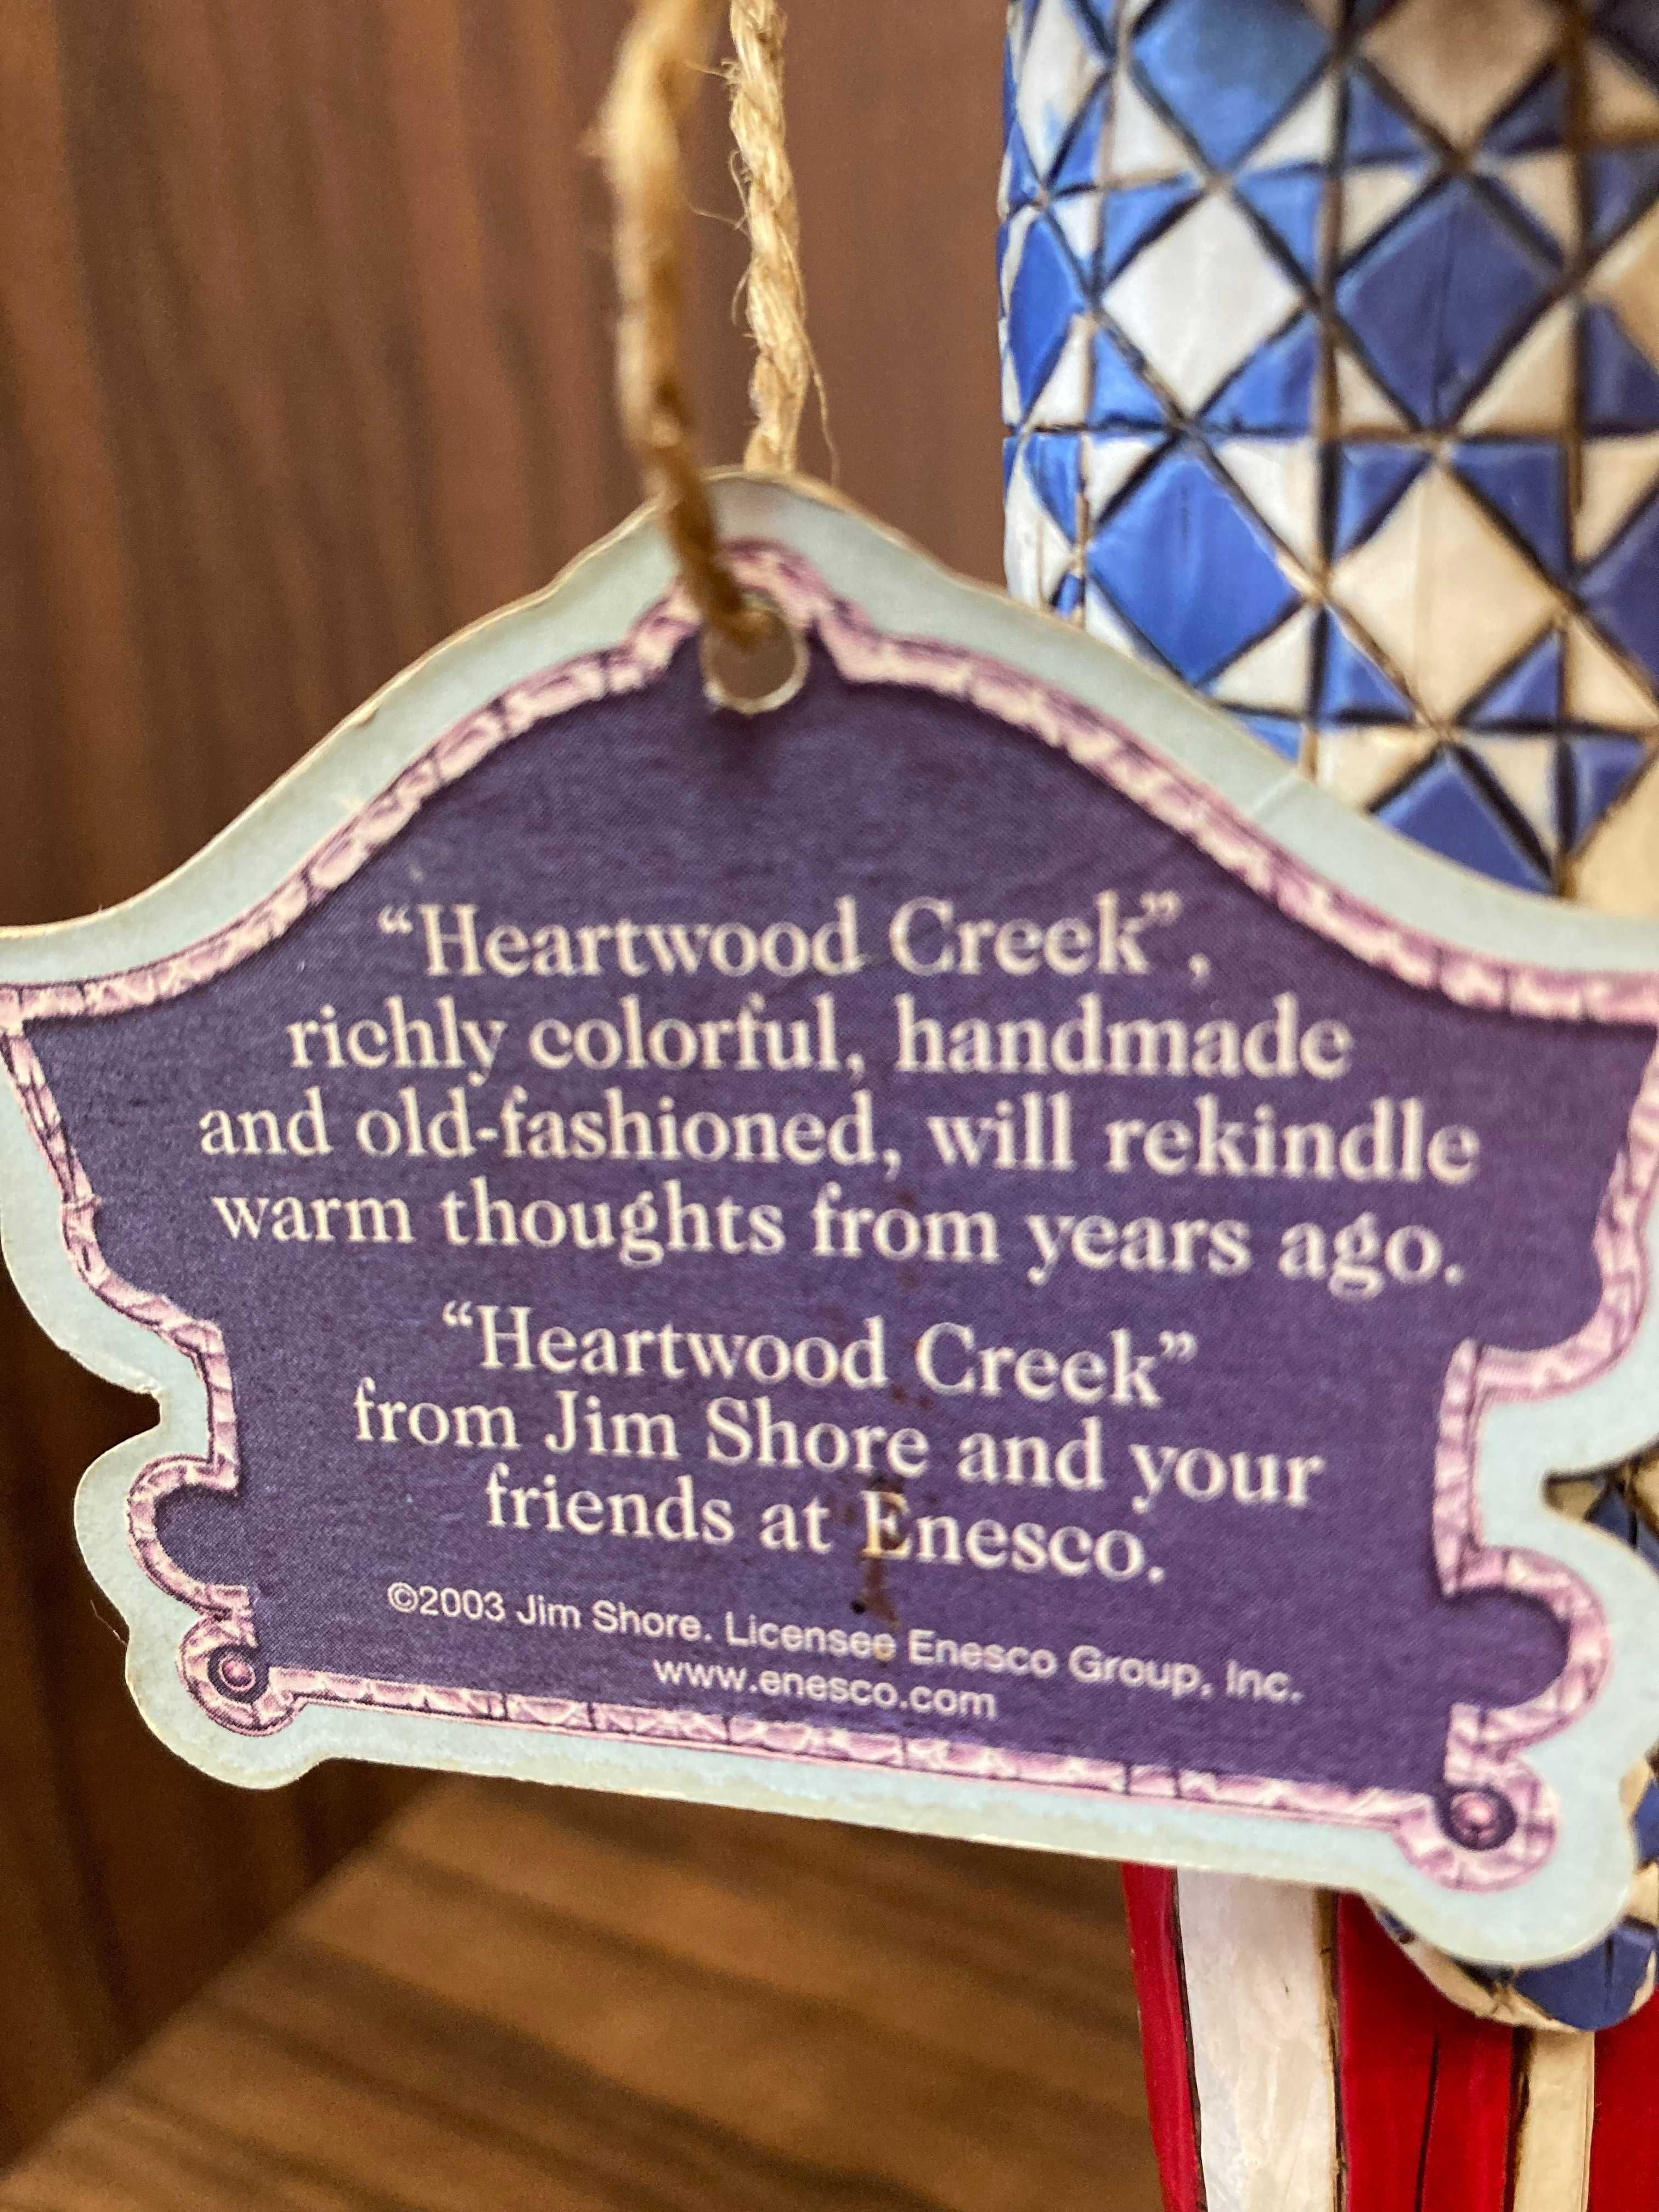 “Heartwood Creek”,
richly colorful, handmade
and old-fashioned, will rekindle
warm thoughts from years ago.
“Heartwood Creek”
from Jim Shore and your
friends at Enesco.
©2003 Jim Shore. Licensee Enesco Group, Inc.
www.enesco.com